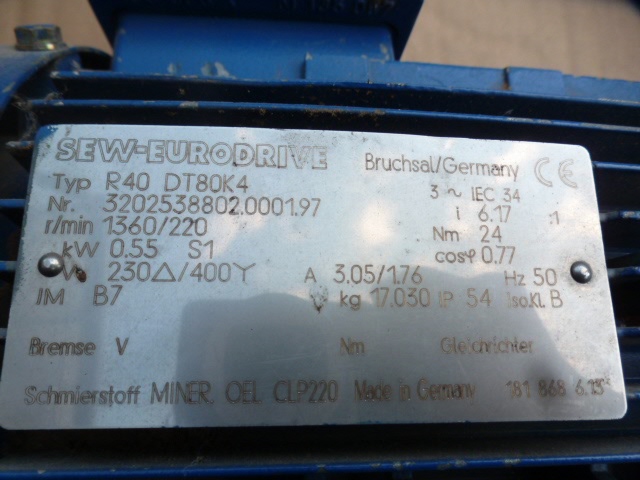 SEW-EURODRIVE Bruchsal/Germany CE
Typ R40 DT80K4 3 ~ IEC 34
Nr. 3202538802.0001.97 i 6.17 :1
r/min 1360/220 Nm 24
kW 0.55 S1 cosφ 0.77
V 230△/400Y A 3.05/1.76 Hz 50
IM B7 kg 17.030 IP 54 Iso.Kl. B
Bremse V Nm Gleichrichter
Schmierstoff MINER. OEL CLP220 Made in Germany 181 868